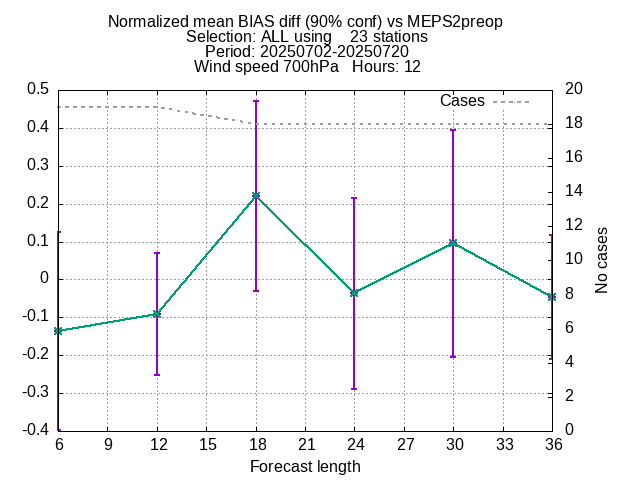 Normalized mean BIAS diff (90% conf) vs MEPS2preop
Selection: ALL using    23 stations
Period: 20250702-20250720
Wind speed 700hPa   Hours: 12
Cases
0.5
0.4
0.3
0.2
0.1
0
-0.1
-0.2
-0.3
-0.4
20
18
16
14
12
10
8
6
4
2
0
No cases
6 9 12 15 18 21 24 27 30 33 36
Forecast length